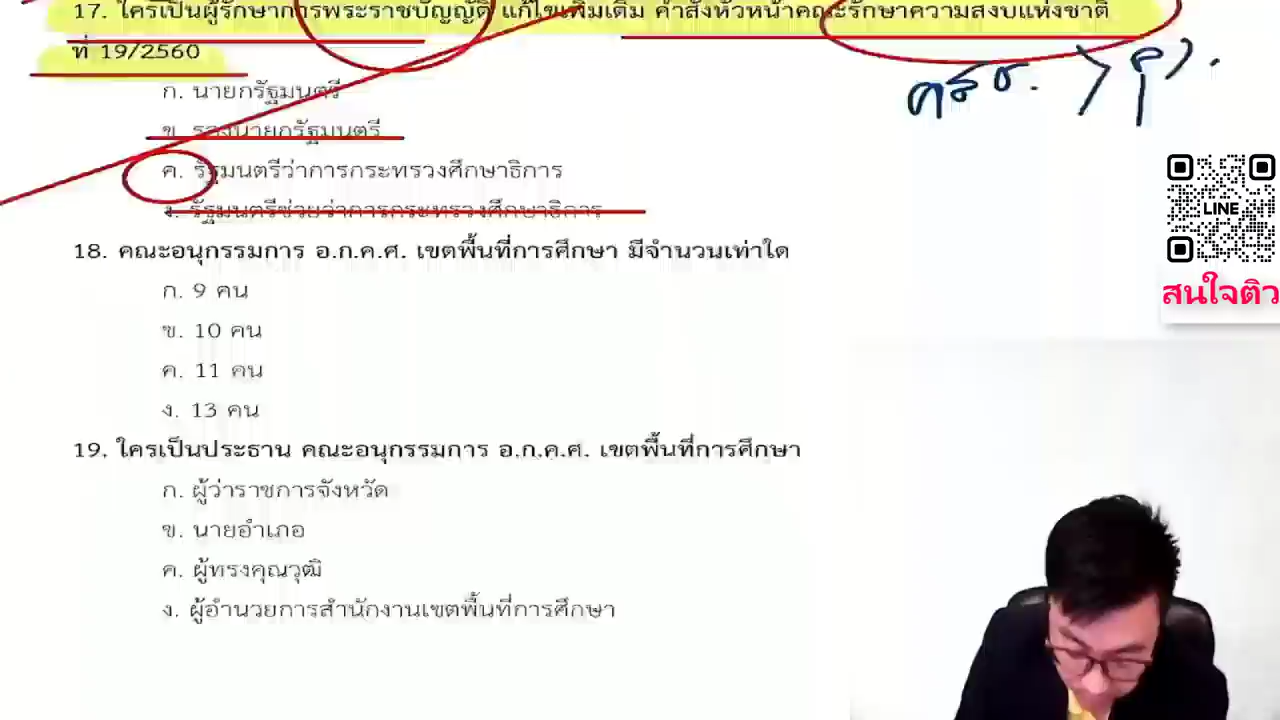 17. ใครเป็นผู้รักษาการพระราชบัญญัติ แก้ไขเพิ่มเติม คำสั่งหัวหน้าคณะรักษาความสงบแห่งชาติ
ที่ 19/2560
ก. นายกรัฐมนตรี
ข. รองนายกรัฐมนตรี
ค. รัฐมนตรีว่าการกระทรวงศึกษาธิการ
ง. รัฐมนตรีช่วยว่าการกระทรวงศึกษาธิการ
LINE
สนใจติว
18. คณะอนุกรรมการ อ.ก.ค.ศ. เขตพื้นที่การศึกษา มีจำนวนเท่าใด
ก. 9 คน
ข. 10 คน
ค. 11 คน
ง. 13 คน
19. ใครเป็นประธาน คณะอนุกรรมการ อ.ก.ค.ศ. เขตพื้นที่การศึกษา
ก. ผู้ว่าราชการจังหวัด
ข. นายอำเภอ
ค. ผู้ทรงคุณวุฒิ
ง. ผู้อำนวยการสำนักงานเขตพื้นที่การศึกษา